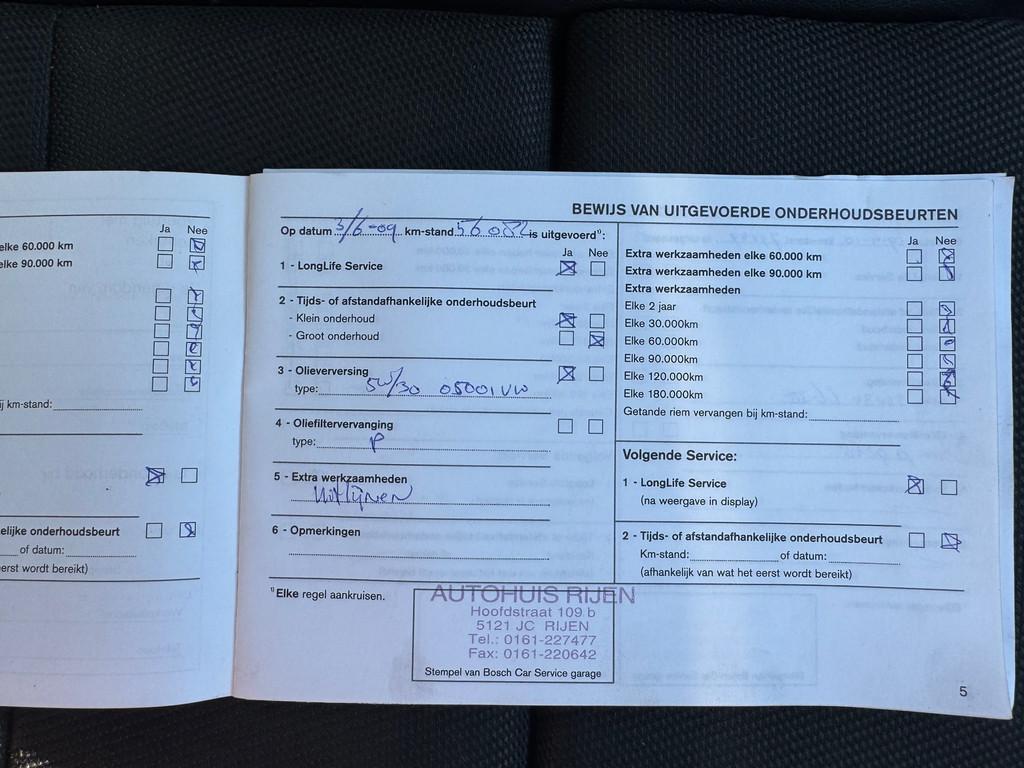 Ja Nee
elke 60.000 km
elke 90.000 km
ij km-stand:
elijke onderhoudsbeurt
of datum:
eerst wordt bereikt)
BEWIJS VAN UITGEVOERDE ONDERHOUDSBEURTEN
Op datum 3/6-09 km-stand 56082 is uitgevoerd¹⁾:
Ja Nee
1 - LongLife Service
2 - Tijds- of afstandafhankelijke onderhoudsbeurt
- Klein onderhoud
- Groot onderhoud
3 - Olieverversing
type: 5W/30 05001VW
4 - Oliefiltervervanging
type: P
5 - Extra werkzaamheden
Uitlijnen
6 - Opmerkingen
¹⁾ Elke regel aankruisen.
Ja Nee
Extra werkzaamheden elke 60.000 km
Extra werkzaamheden elke 90.000 km
Extra werkzaamheden
Elke 2 jaar
Elke 30.000km
Elke 60.000km
Elke 90.000km
Elke 120.000km
Elke 180.000km
Getande riem vervangen bij km-stand:
Volgende Service:
1 - LongLife Service
(na weergave in display)
2 - Tijds- of afstandafhankelijke onderhoudsbeurt
Km-stand: of datum:
(afhankelijk van wat het eerst wordt bereikt)
AUTOHUIS RIJEN
Hoofdstraat 109 b
5121 JC RIJEN
Tel.: 0161-227477
Fax: 0161-220642
Stempel van Bosch Car Service garage
5